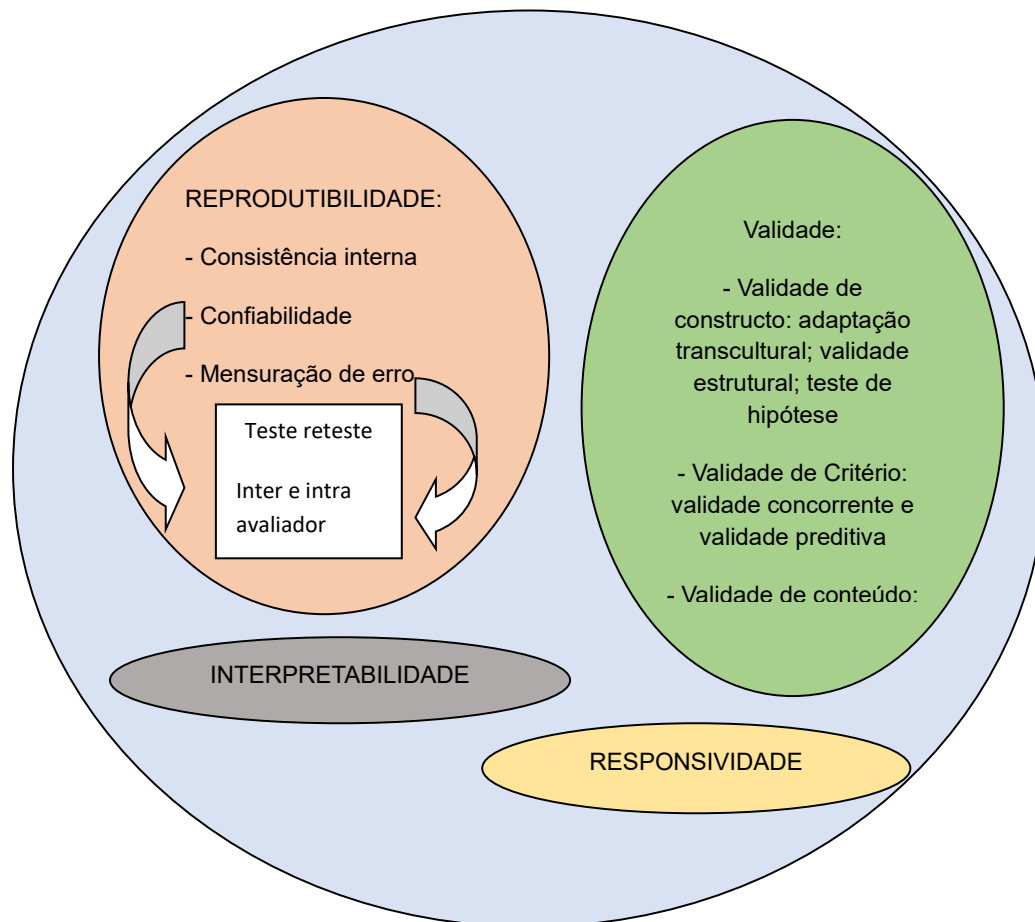 REPRODUTIBILIDADE:
- Consistência interna
- Confiabilidade
- Mensuração de erro
Teste reteste
Inter e intra
avaliador
Validade:
- Validade de
constructo: adaptação
transcultural; validade
estrutural; teste de
hipótese
- Validade de Critério:
validade concorrente e
validade preditiva
- Validade de conteúdo:
INTERPRETABILIDADE
RESPONSIVIDADE